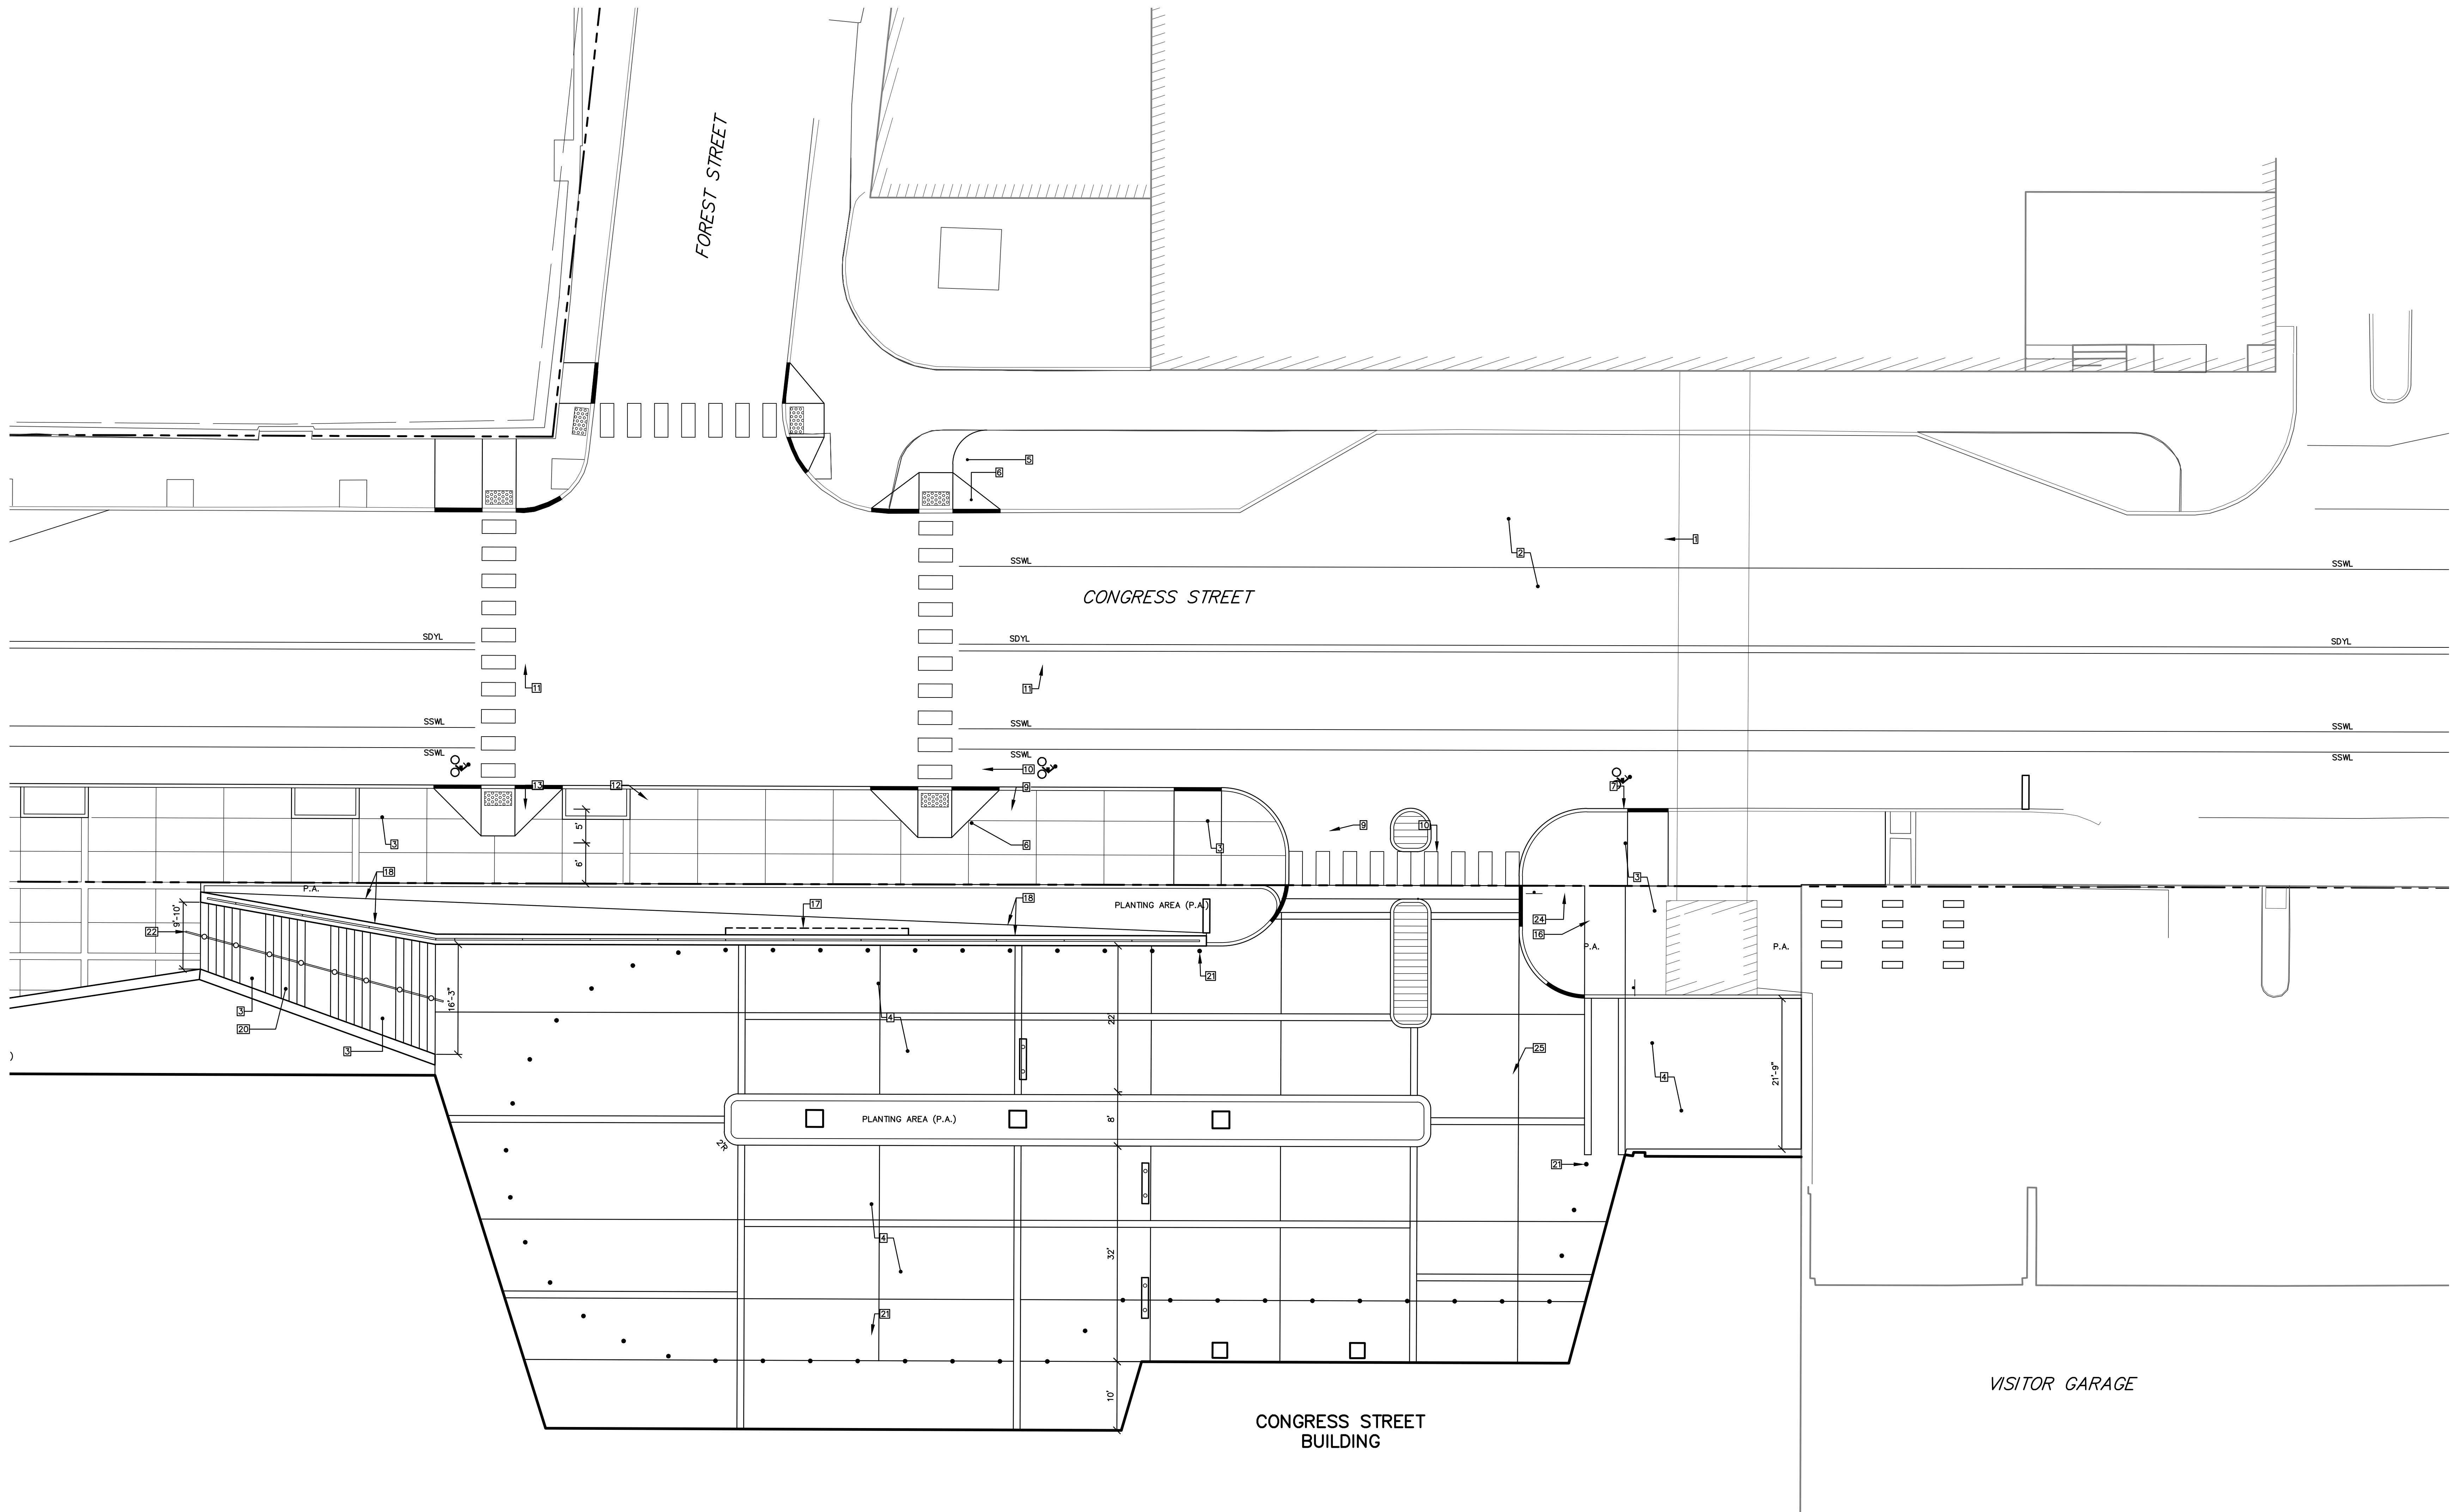 FOREST STREET
5
6
1
2
SSWL
SSWL
CONGRESS STREET
SDYL
SDYL
SDYL
11
11
SSWL
SSWL
SSWL
SSWL
SSWL
SSWL
10
13
12
9
7
5'
3
6
3
9
10
6'
18
3
P.A.
17
18
PLANTING AREA (P.A.)
24
9'-10'
22
16
P.A.
P.A.
21
3
16'-3"
20
4
22'
3
25
)
4
21'-9"
PLANTING AREA (P.A.)
8'
2'R
21
4
32'
21
10'
VISITOR GARAGE
CONGRESS STREET
BUILDING